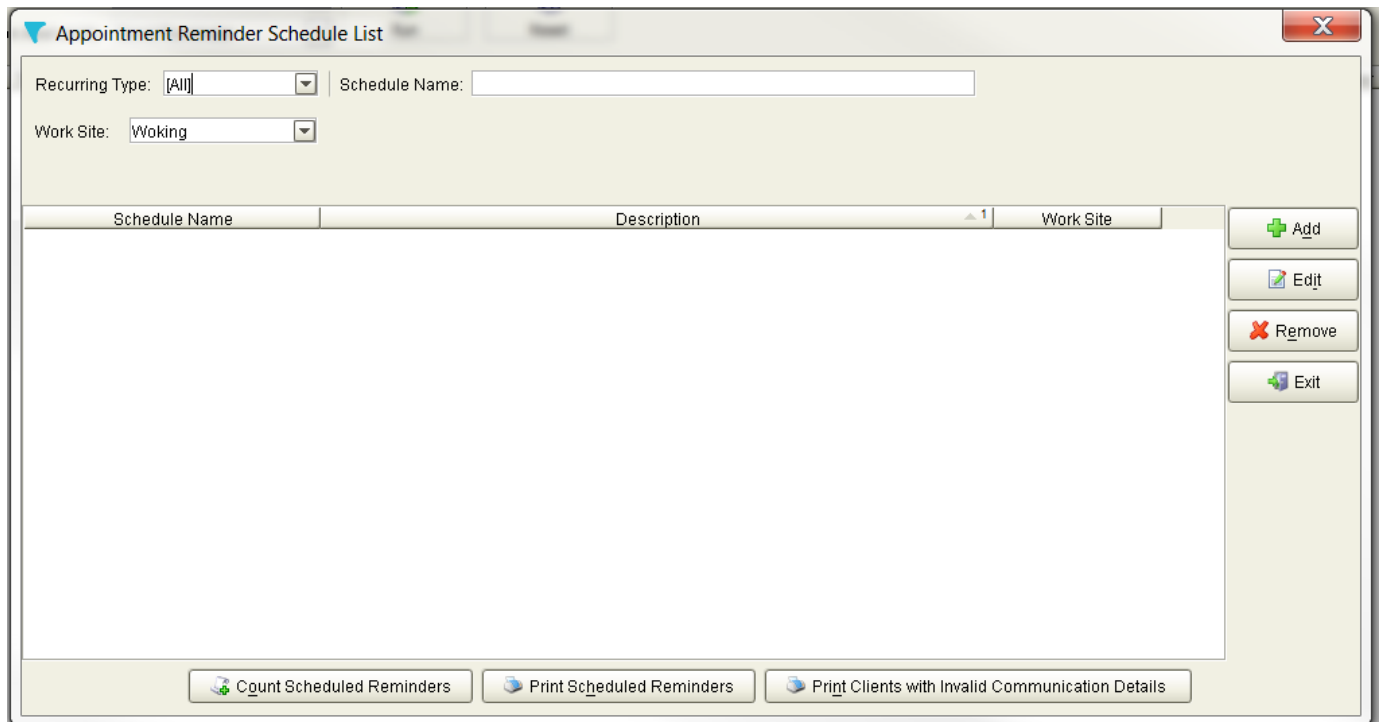 Appointment Reminder Schedule List
Recurring Type: [All] Schedule Name:
Work Site: Woking
Schedule Name Description 1 Work Site
Add
Edit
Remove
Exit
Count Scheduled Reminders Print Scheduled Reminders Print Clients with Invalid Communication Details